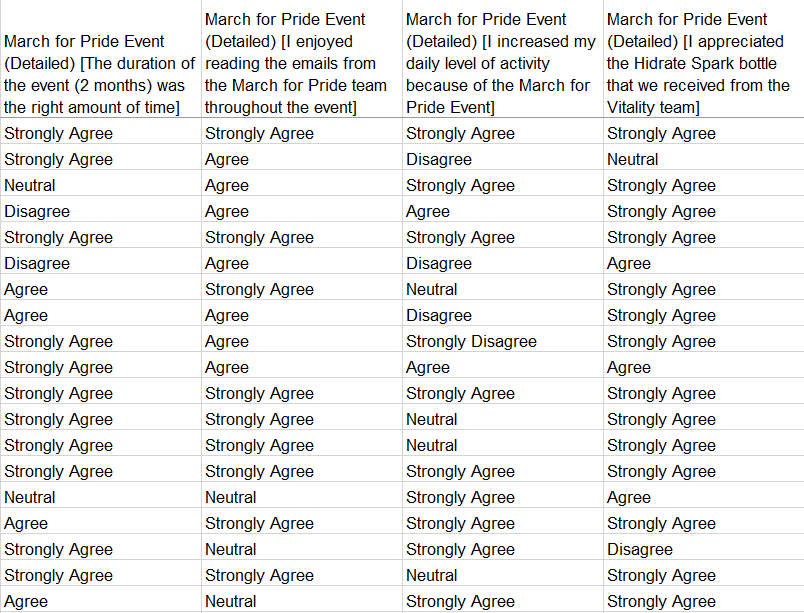 March for Pride Event (Detailed) [The duration of the event (2 months) was the right amount of time] March for Pride Event (Detailed) [I enjoyed reading the emails from the March for Pride team throughout the event] March for Pride Event (Detailed) [I increased my daily level of activity because of the March for Pride Event] March for Pride Event (Detailed) [I appreciated the Hidrate Spark bottle that we received from the Vitality team]
Strongly Agree Strongly Agree Strongly Agree Strongly Agree
Strongly Agree Agree Disagree Neutral
Neutral Agree Strongly Agree Strongly Agree
Disagree Agree Agree Strongly Agree
Strongly Agree Strongly Agree Strongly Agree Strongly Agree
Disagree Agree Disagree Agree
Agree Strongly Agree Neutral Strongly Agree
Agree Agree Disagree Strongly Agree
Strongly Agree Agree Strongly Disagree Strongly Agree
Strongly Agree Agree Agree Agree
Strongly Agree Strongly Agree Strongly Agree Strongly Agree
Strongly Agree Strongly Agree Neutral Strongly Agree
Strongly Agree Strongly Agree Neutral Strongly Agree
Strongly Agree Strongly Agree Strongly Agree Strongly Agree
Neutral Neutral Strongly Agree Agree
Agree Strongly Agree Strongly Agree Strongly Agree
Strongly Agree Neutral Strongly Agree Disagree
Strongly Agree Strongly Agree Neutral Strongly Agree
Agree Neutral Strongly Agree Strongly Agree